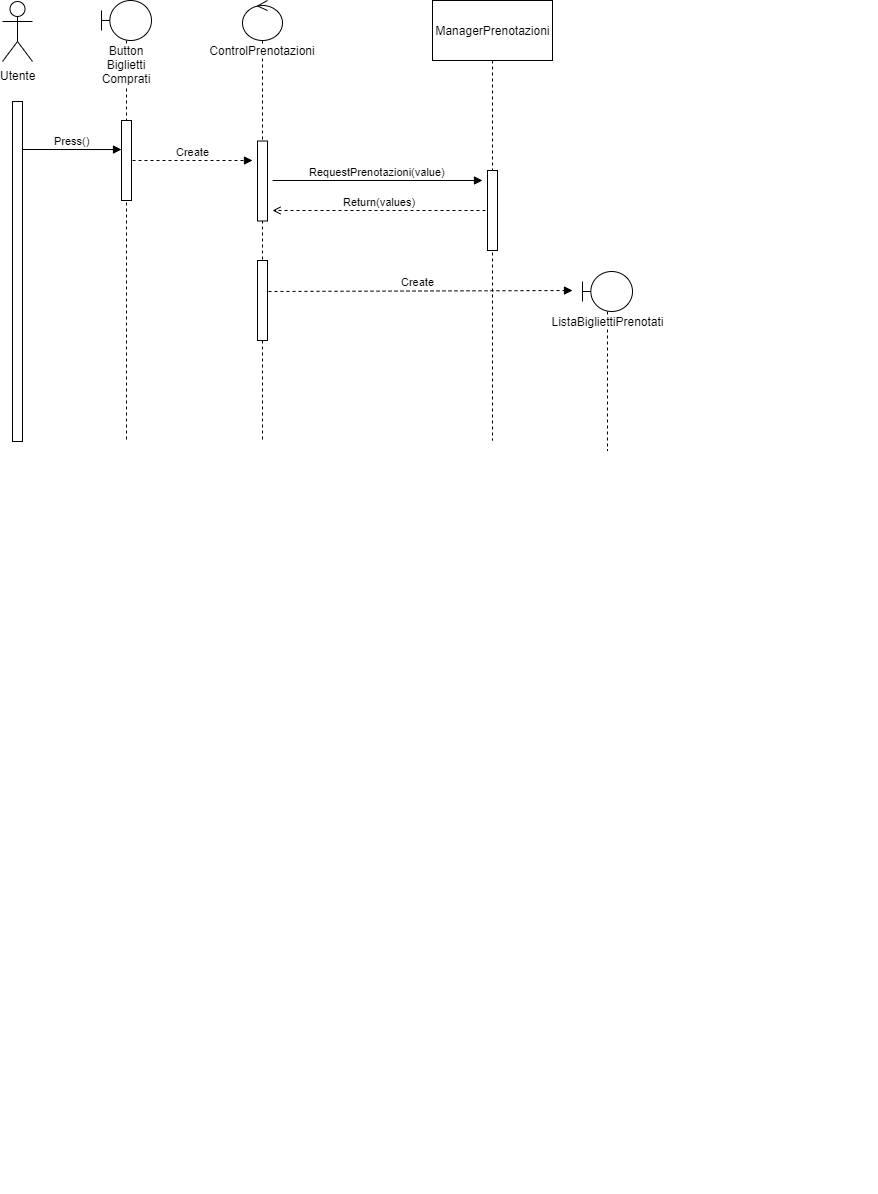 Utente
Button
Biglietti
Comprati
ControlPrenotazioni
ManagerPrenotazioni
Press()
Create
RequestPrenotazioni(value)
Return(values)
Create
ListaBigliettiPrenotati